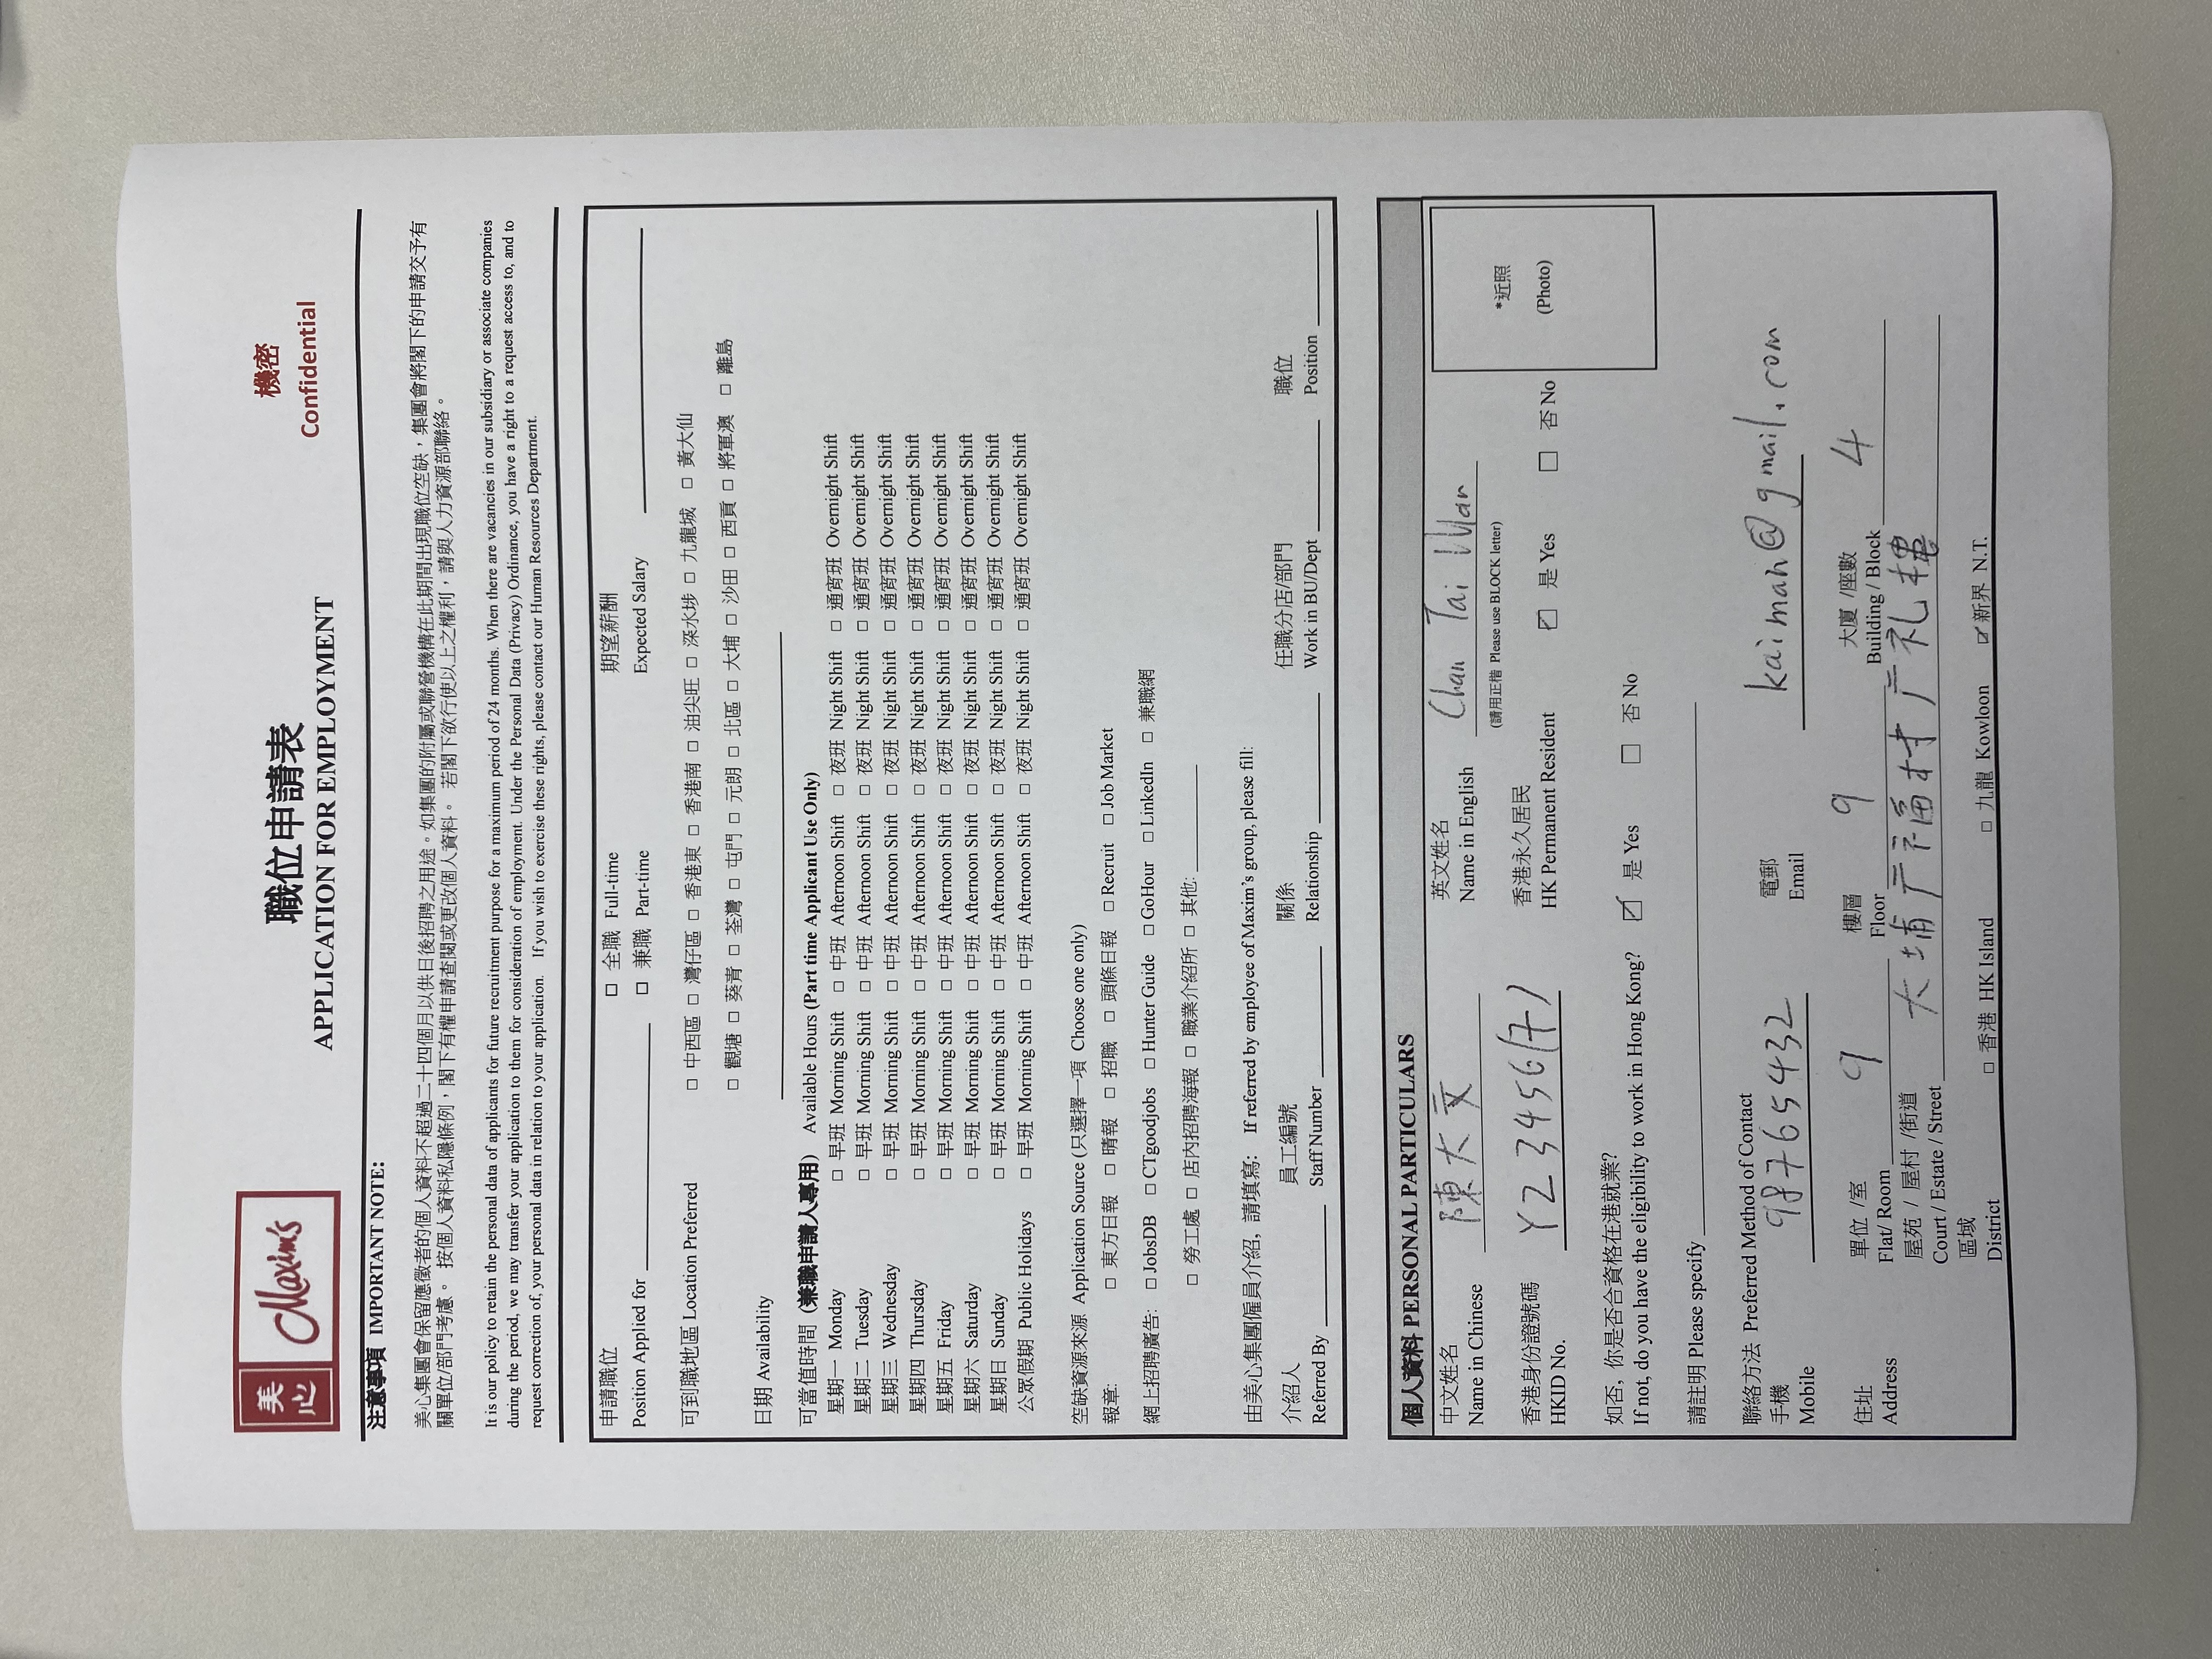 美心 Maxim's
職位申請表
APPLICATION FOR EMPLOYMENT
機密
Confidential
注意事項 IMPORTANT NOTE:
美心集團會保留應徵者的個人資料不超過二十四個月以供日後招聘之用途。如集團的附屬或聯營機構在此期間出現職位空缺，集團會將閣下的申請交予有
關單位/部門考慮。 按個人資料私隱條例，閣下有權申請查閱或更改個人資料。 若閣下欲行使以上之權利，請與人力資源部聯絡。
It is our policy to retain the personal data of applicants for future recruitment purpose for a maximum period of 24 months. When there are vacancies in our subsidiary or associate companies
during the period, we may transfer your application to them for consideration of employment. Under the Personal Data (Privacy) Ordinance, you have a right to a request access to, and to
request correction of, your personal data in relation to your application. If you wish to exercise these rights, please contact our Human Resources Department.
申請職位 □ 全職 Full-time 期望薪酬
Position Applied for □ 兼職 Part-time Expected Salary
可到職地區 Location Preferred □ 中西區 □ 灣仔區 □ 香港東 □ 香港南 □ 油尖旺 □ 深水埗 □ 九龍城 □ 黃大仙
□ 觀塘 □ 葵青 □ 荃灣 □ 屯門 □ 元朗 □ 北區 □ 大埔 □ 沙田 □ 西貢 □ 將軍澳 □ 離島
日期 Availability
可當值時間 (兼職申請人專用) Available Hours (Part time Applicant Use Only)
星期一 Monday □ 早班 Morning Shift □ 中班 Afternoon Shift □ 夜班 Night Shift □ 通宵班 Overnight Shift
星期二 Tuesday □ 早班 Morning Shift □ 中班 Afternoon Shift □ 夜班 Night Shift □ 通宵班 Overnight Shift
星期三 Wednesday □ 早班 Morning Shift □ 中班 Afternoon Shift □ 夜班 Night Shift □ 通宵班 Overnight Shift
星期四 Thursday □ 早班 Morning Shift □ 中班 Afternoon Shift □ 夜班 Night Shift □ 通宵班 Overnight Shift
星期五 Friday □ 早班 Morning Shift □ 中班 Afternoon Shift □ 夜班 Night Shift □ 通宵班 Overnight Shift
星期六 Saturday □ 早班 Morning Shift □ 中班 Afternoon Shift □ 夜班 Night Shift □ 通宵班 Overnight Shift
星期日 Sunday □ 早班 Morning Shift □ 中班 Afternoon Shift □ 夜班 Night Shift □ 通宵班 Overnight Shift
公眾假期 Public Holidays □ 早班 Morning Shift □ 中班 Afternoon Shift □ 夜班 Night Shift □ 通宵班 Overnight Shift
空缺資源來源 Application Source (只選擇一項 Choose one only)
報章: □ 東方日報 □ 晴報 □ 招職 □ 頭條日報 □ Recruit □ Job Market
網上招聘廣告: □ JobsDB □ CTgoodjobs □ Hunter Guide □ GoHour □ LinkedIn □ 兼職網
□ 勞工處 □ 店內招聘海報 □ 職業介紹所 □ 其他:
由美心集團僱員介紹, 請填寫: If referred by employee of Maxim's group, please fill:
介紹人 員工編號 關係 任職分店/部門 職位
Referred By Staff Number Relationship Work in BU/Dept Position
個人資料 PERSONAL PARTICULARS
中文姓名 陳大文 英文姓名 Chan Tai Man
Name in Chinese Name in English
(請用正楷 Please use BLOCK letter)
*近照
(Photo)
香港身份證號碼 Y23456(7) 香港永久居民
HKID No. HK Permanent Resident ☑ 是 Yes □ 否 No
如否, 你是否合資格在港就業?
If not, do you have the eligibility to work in Hong Kong? ☑ 是 Yes □ 否 No
請註明 Please specify
聯絡方法 Preferred Method of Contact
手機 98765432 電郵 kaiman@gmail.com
Mobile Email
住址 單位 /室 9 樓層 9 大廈 /座數 4
Address Flat/ Room Floor Building / Block
屋苑 / 屋村 /街道 大埔广福村广礼樓
Court / Estate / Street
區域
District □ 香港 HK Island □ 九龍 Kowloon ☑ 新界 N.T.